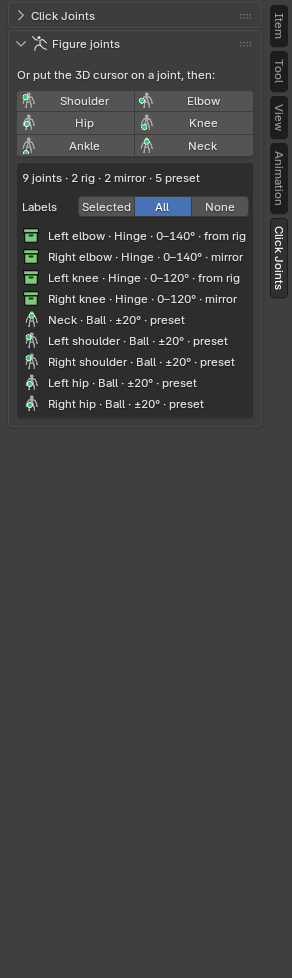 Click Joints
Figure joints
Or put the 3D cursor on a joint, then:
Shoulder
Elbow
Hip
Knee
Ankle
Neck
9 joints · 2 rig · 2 mirror · 5 preset
Labels
Selected
All
None
Left elbow · Hinge · 0–140° · from rig
Right elbow · Hinge · 0–140° · mirror
Left knee · Hinge · 0–120° · from rig
Right knee · Hinge · 0–120° · mirror
Neck · Ball · ±20° · preset
Left shoulder · Ball · ±20° · preset
Right shoulder · Ball · ±20° · preset
Left hip · Ball · ±20° · preset
Right hip · Ball · ±20° · preset
Item
Tool
View
Animation
Click Joints